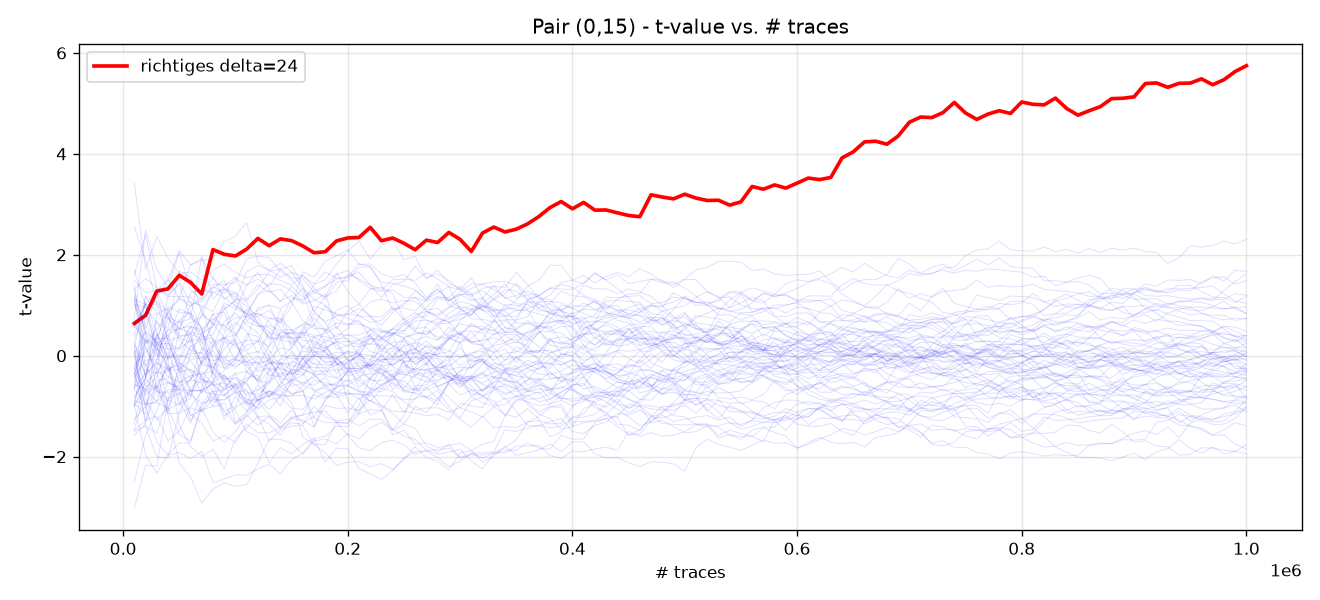 Pair (0,15) - t-value vs. # traces
richtiges delta=24
t-value
6
4
2
0
−2
0.0 0.2 0.4 0.6 0.8 1.0
1e6
# traces